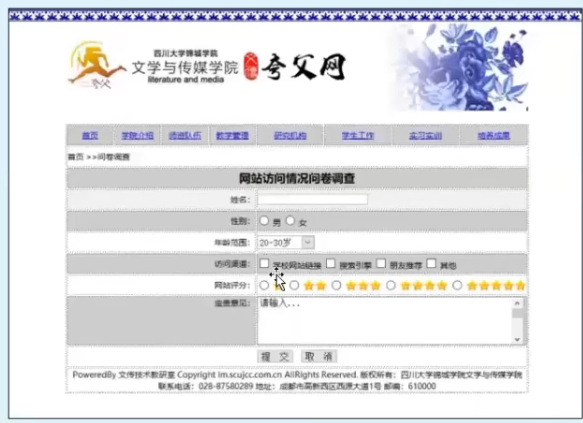 四川大学锦城学院
文学与传媒学院
literature and media
夸父网
首页 学院介绍 师资队伍 教学管理 研究机构 学生工作 实习实训 培养成果
首页 >>问卷调查
网站访问情况问卷调查
姓名:
性别: 男 女
年龄范围: 20-30岁
访问渠道: 学校网站链接 搜索引擎 朋友推荐 其他
网站评分:
宝贵意见: 请输入...
提 交 取 消
PoweredBy 文传技术教研室 Copyright lm.scujcc.com.cn AllRights Reserved. 版权所有: 四川大学锦城学院文学与传媒学院
联系电话: 028-87580289 地址: 成都市高新西区西源大道1号 邮编: 610000